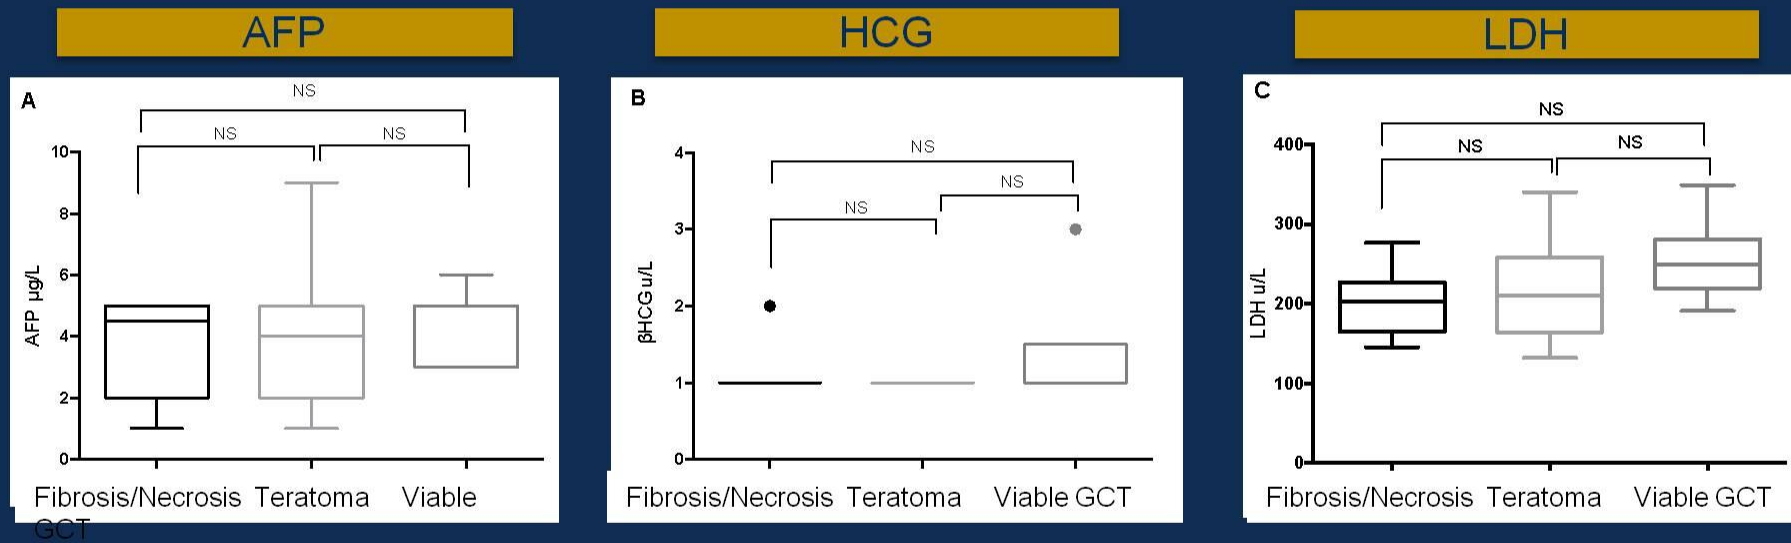 AFP
HCG
LDH
A
NS
NS
NS
10
8
6
4
2
0
AFP µg/L
Fibrosis/Necrosis Teratoma Viable
GCT
B
NS
NS
NS
4
3
2
1
0
βHCG u/L
Fibrosis/Necrosis Teratoma Viable GCT
C
NS
NS
NS
400
300
200
100
0
LDH u/L
Fibrosis/Necrosis Teratoma Viable GCT